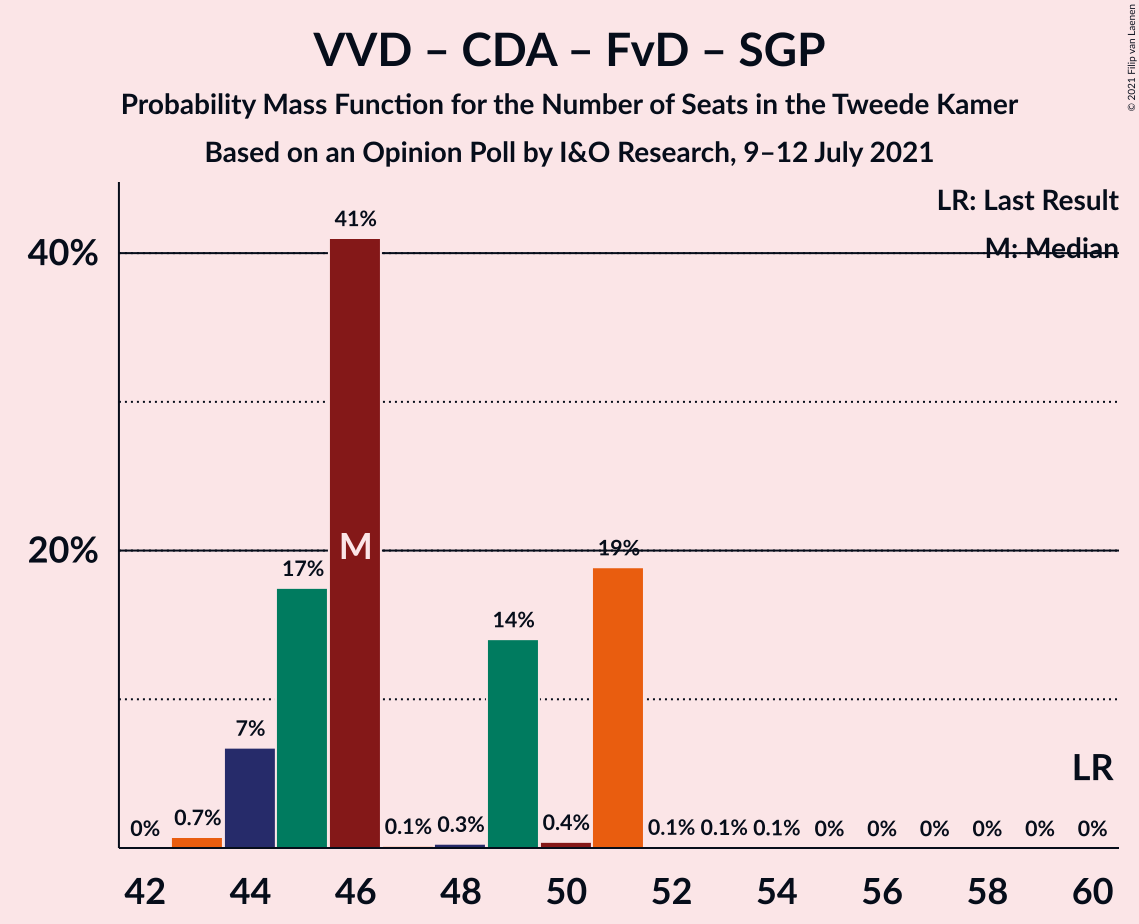 VVD – CDA – FvD – SGP
Probability Mass Function for the Number of Seats in the Tweede Kamer
Based on an Opinion Poll by I&O Research, 9–12 July 2021
© 2021 Filip van Laenen
LR: Last Result
M: Median
40%
20%
0%
0.7%
7%
17%
41%
M
0.1%
0.3%
14%
0.4%
19%
0.1%
0.1%
0.1%
0%
0%
0%
0%
0%
0%
LR
42 44 46 48 50 52 54 56 58 60